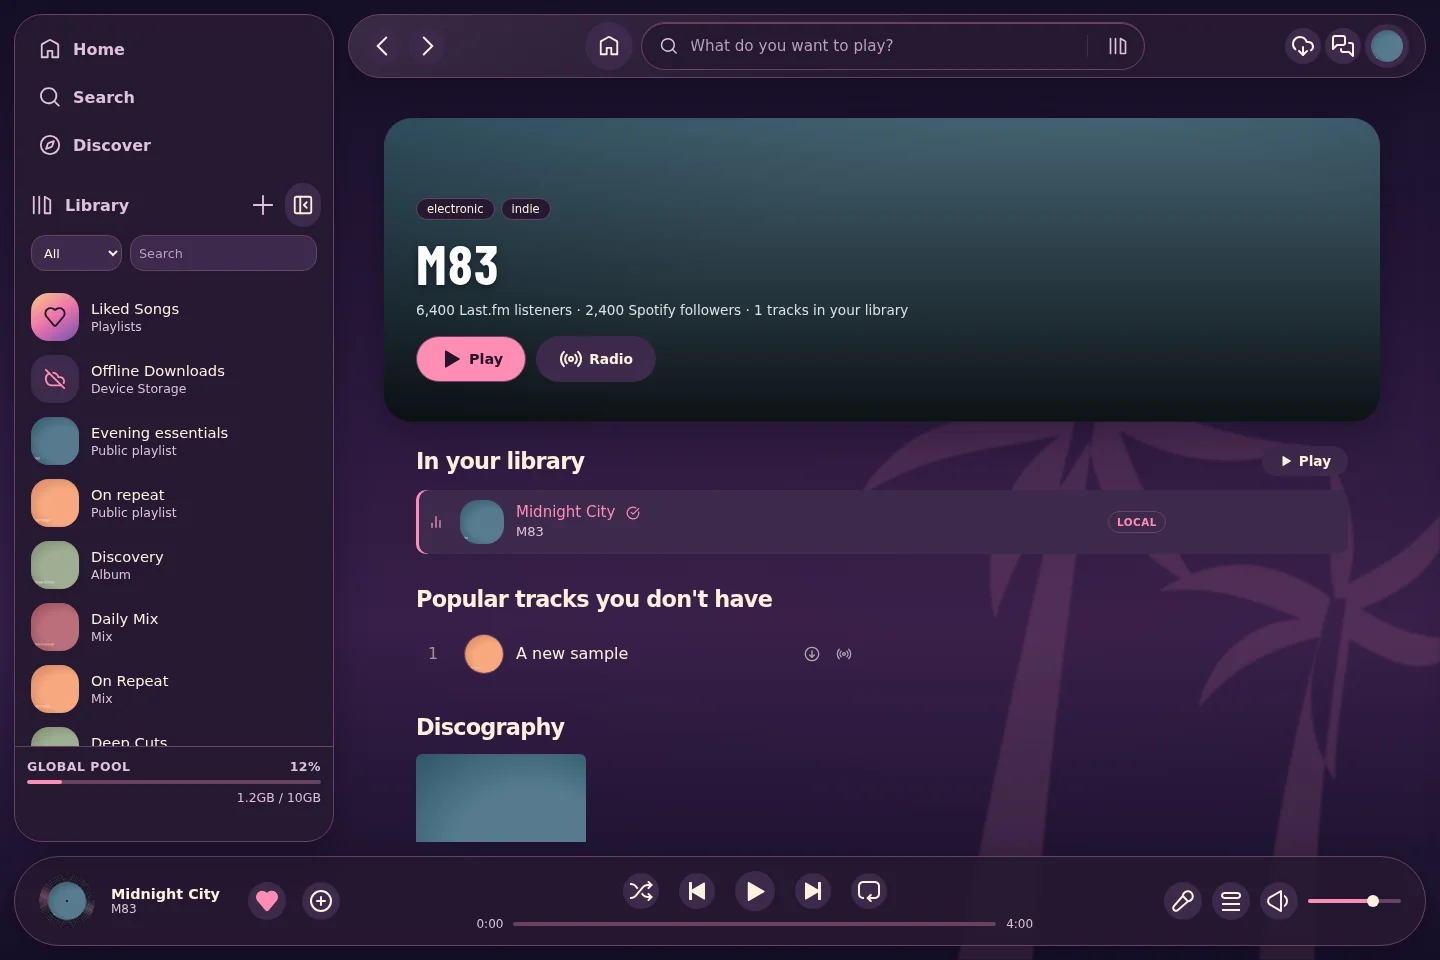 Home
Search
Discover
Library
All
Search
Liked Songs
Playlists
Offline Downloads
Device Storage
Evening essentials
Public playlist
On repeat
Public playlist
Discovery
Album
Daily Mix
Mix
On Repeat
Mix
Deep Cuts
GLOBAL POOL 12%
1.2GB / 10GB
What do you want to play?
electronic indie
M83
6,400 Last.fm listeners · 2,400 Spotify followers · 1 tracks in your library
Play Radio
In your library Play
Midnight City
M83
LOCAL
Popular tracks you don't have
1 A new sample
Discography
Midnight City
M83
0:00 4:00